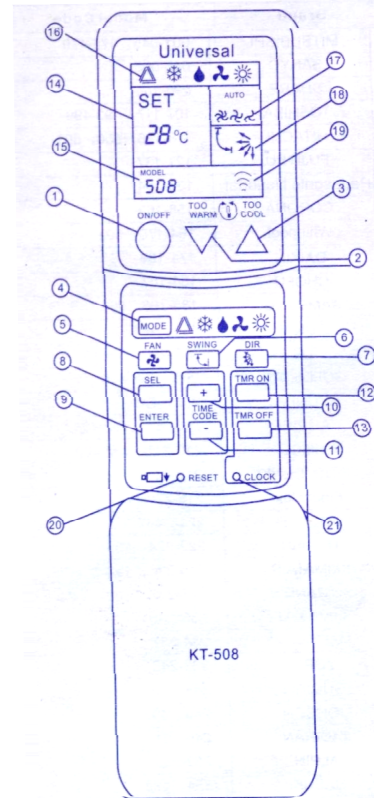 Universal
16
14
SET
AUTO
17
28°C
18
15
MODEL
508
19
1
ON/OFF
TOO WARM
TOO COOL
3
2
4
MODE
5
FAN
SWING
DIR
6
7
8
SEL
+
TMR ON
12
9
ENTER
TIME
CODE
10
TMR OFF
13
-
11
RESET
CLOCK
20
21
KT-508